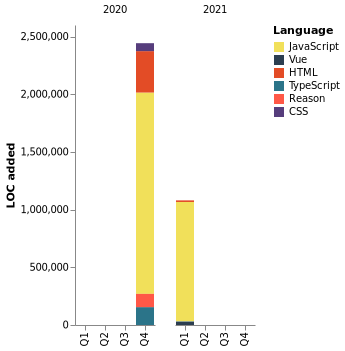 2020 2021
Language
JavaScript
Vue
HTML
TypeScript
Reason
CSS
LOC added
2,500,000
2,000,000
1,500,000
1,000,000
500,000
0
Q1 Q2 Q3 Q4 Q1 Q2 Q3 Q4